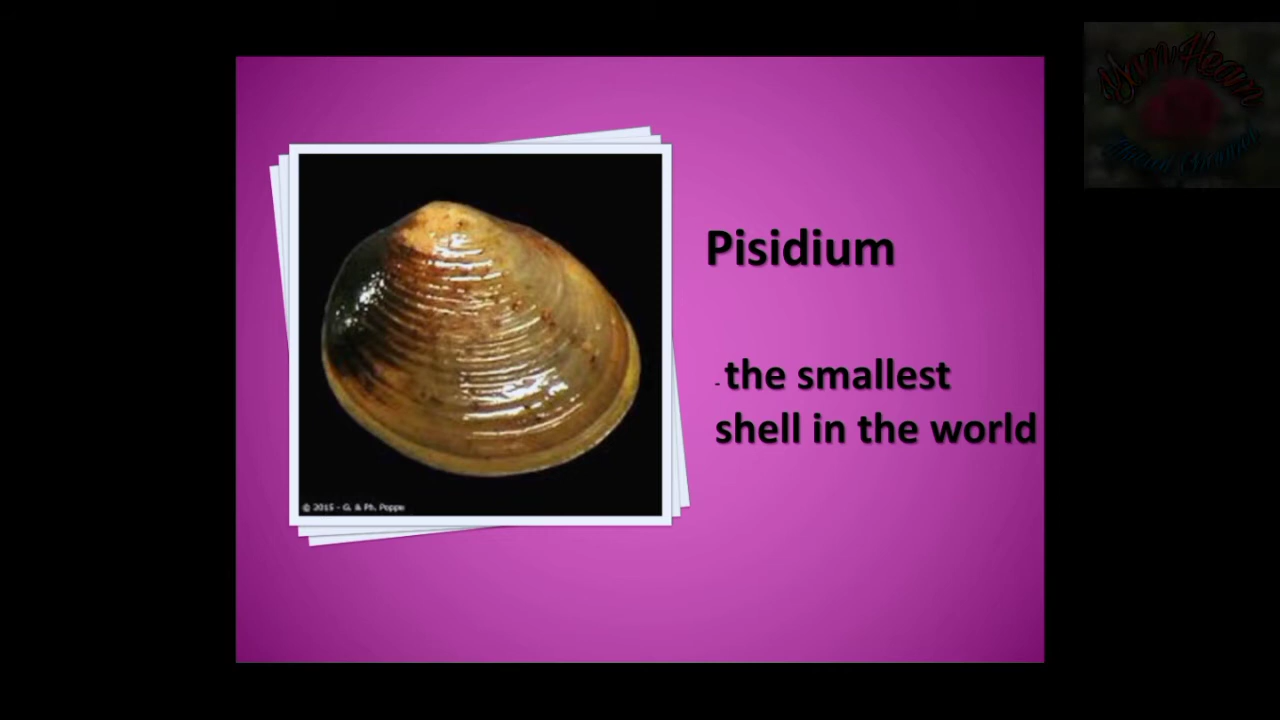 Pisidium
- the smallest
shell in the world
© 2015 - G. & Ph. Poppe